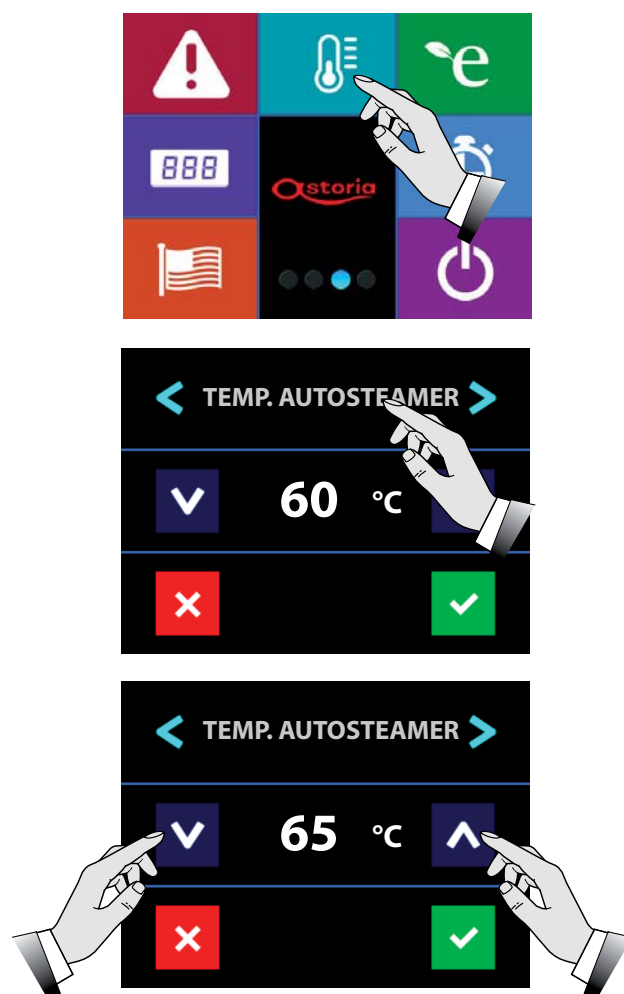 e
888
astoria
< TEMP. AUTOSTEAMER >
60 °C
< TEMP. AUTOSTEAMER >
65 °C